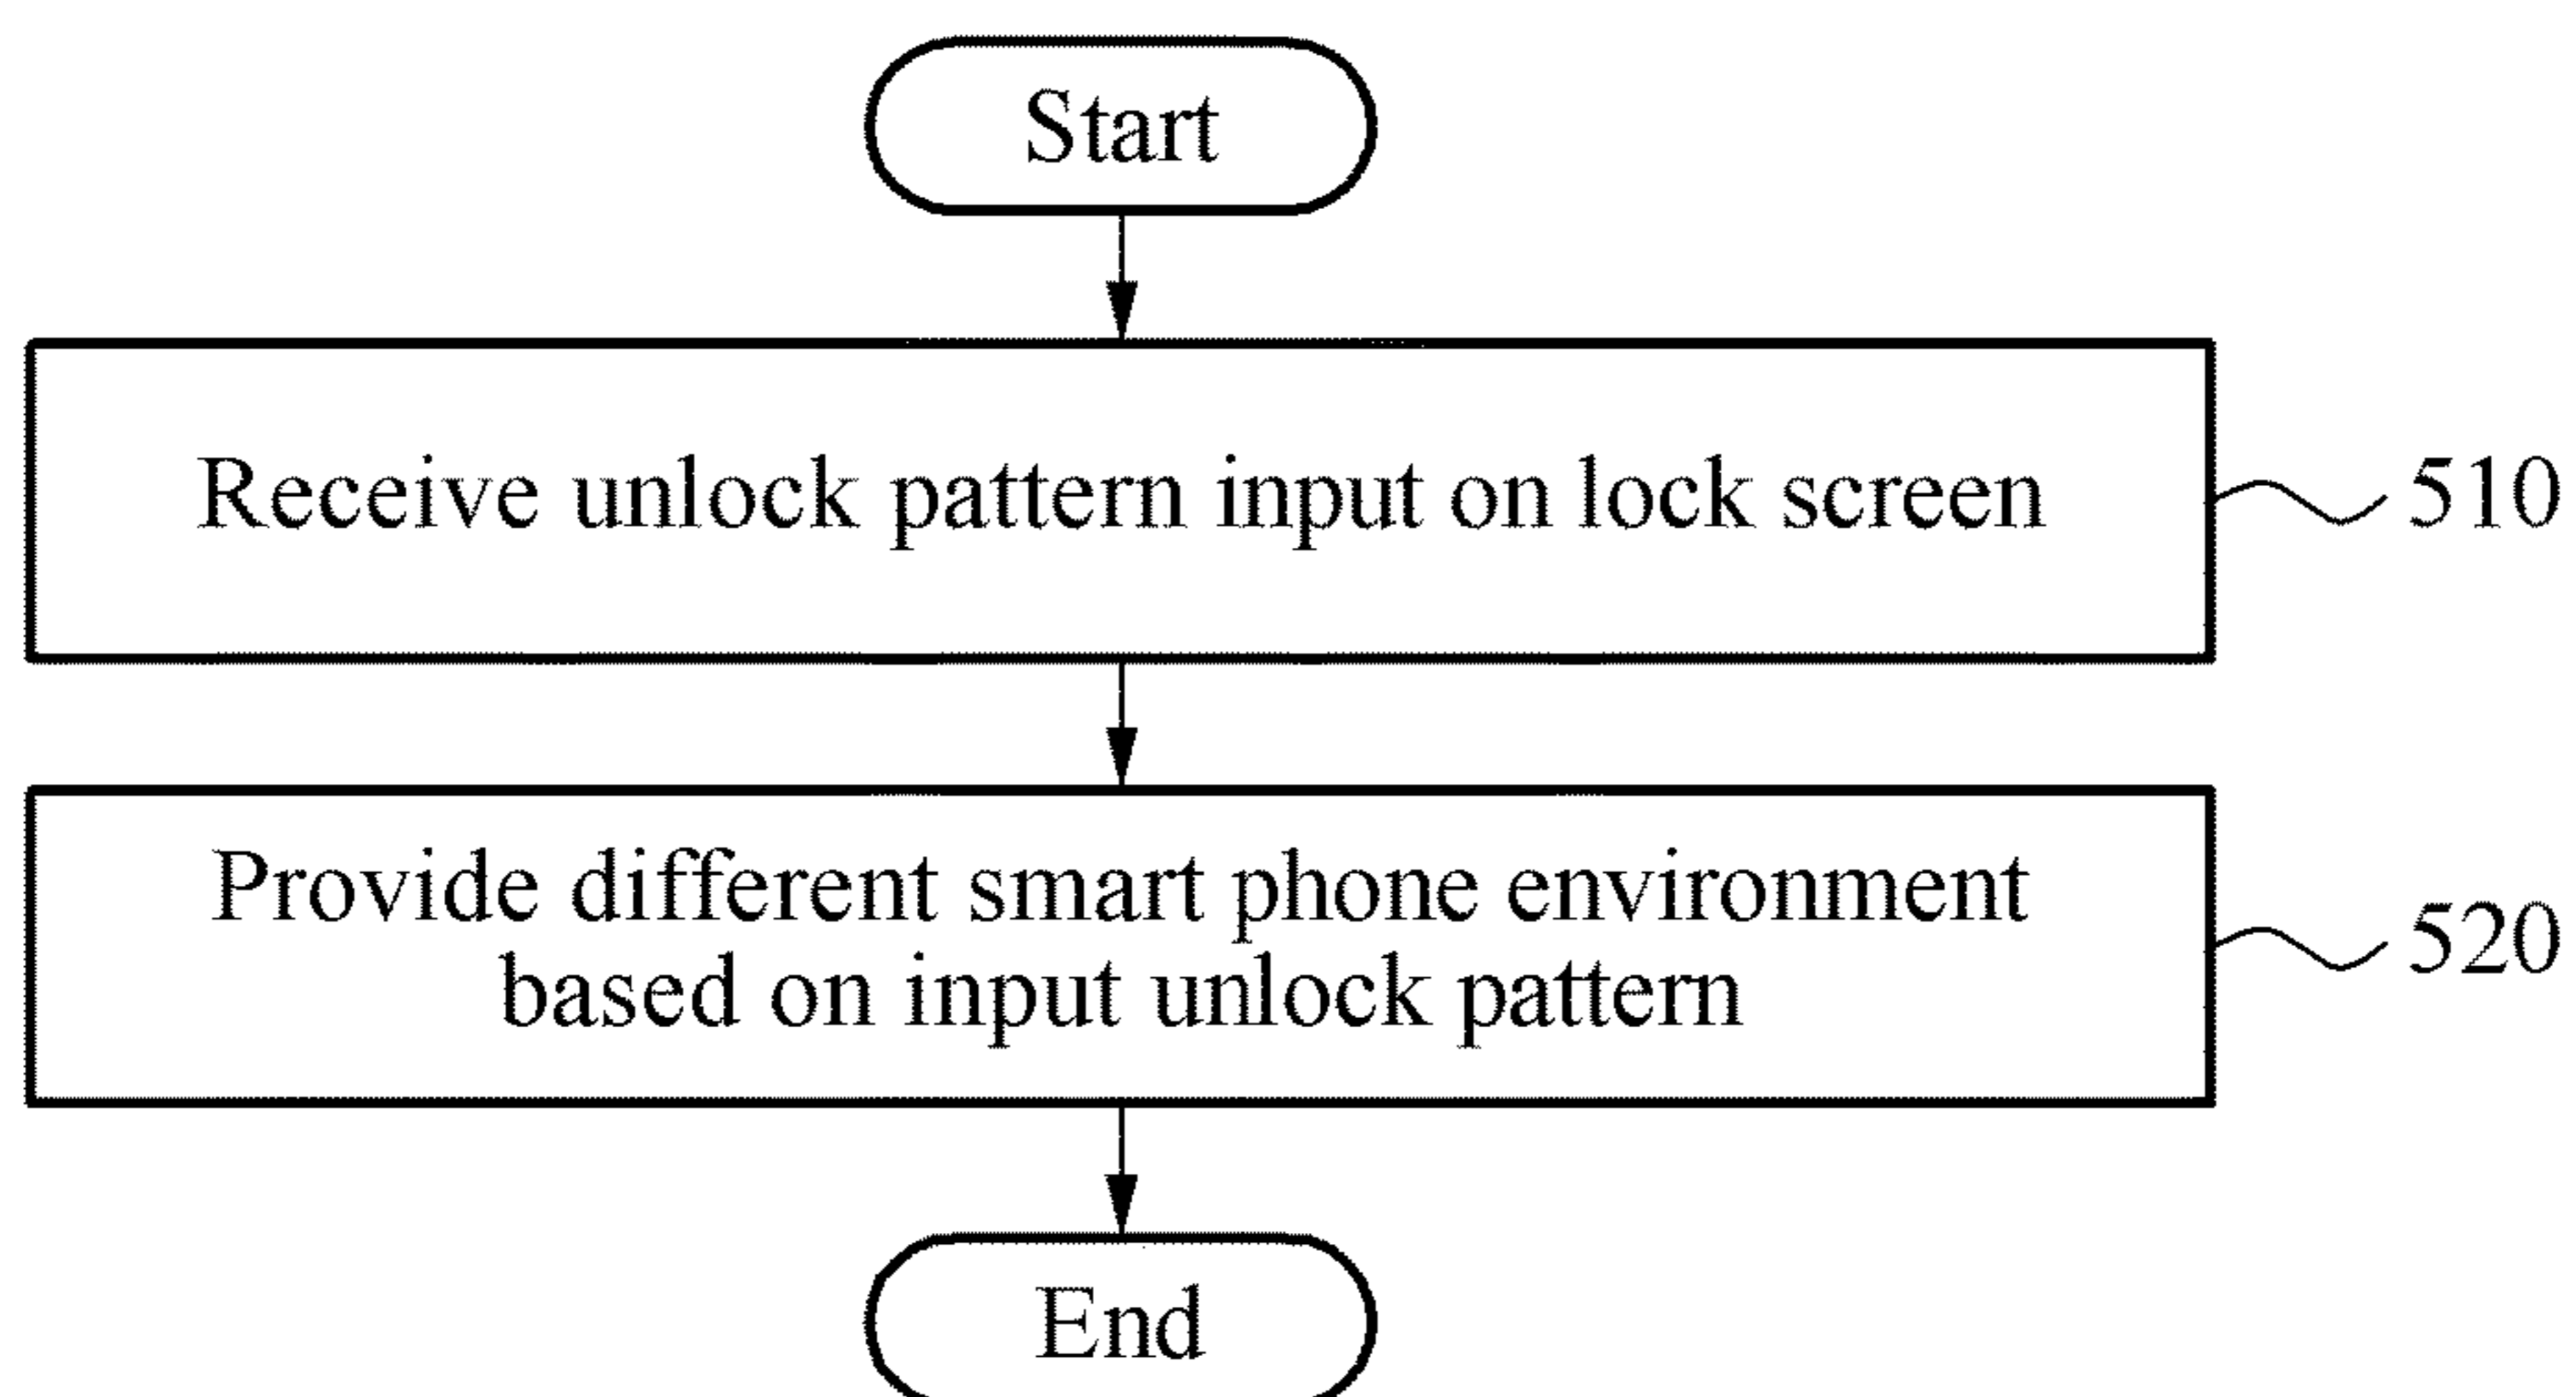 Start
Receive unlock pattern input on lock screen
510
Provide different smart phone environment
based on input unlock pattern
520
End